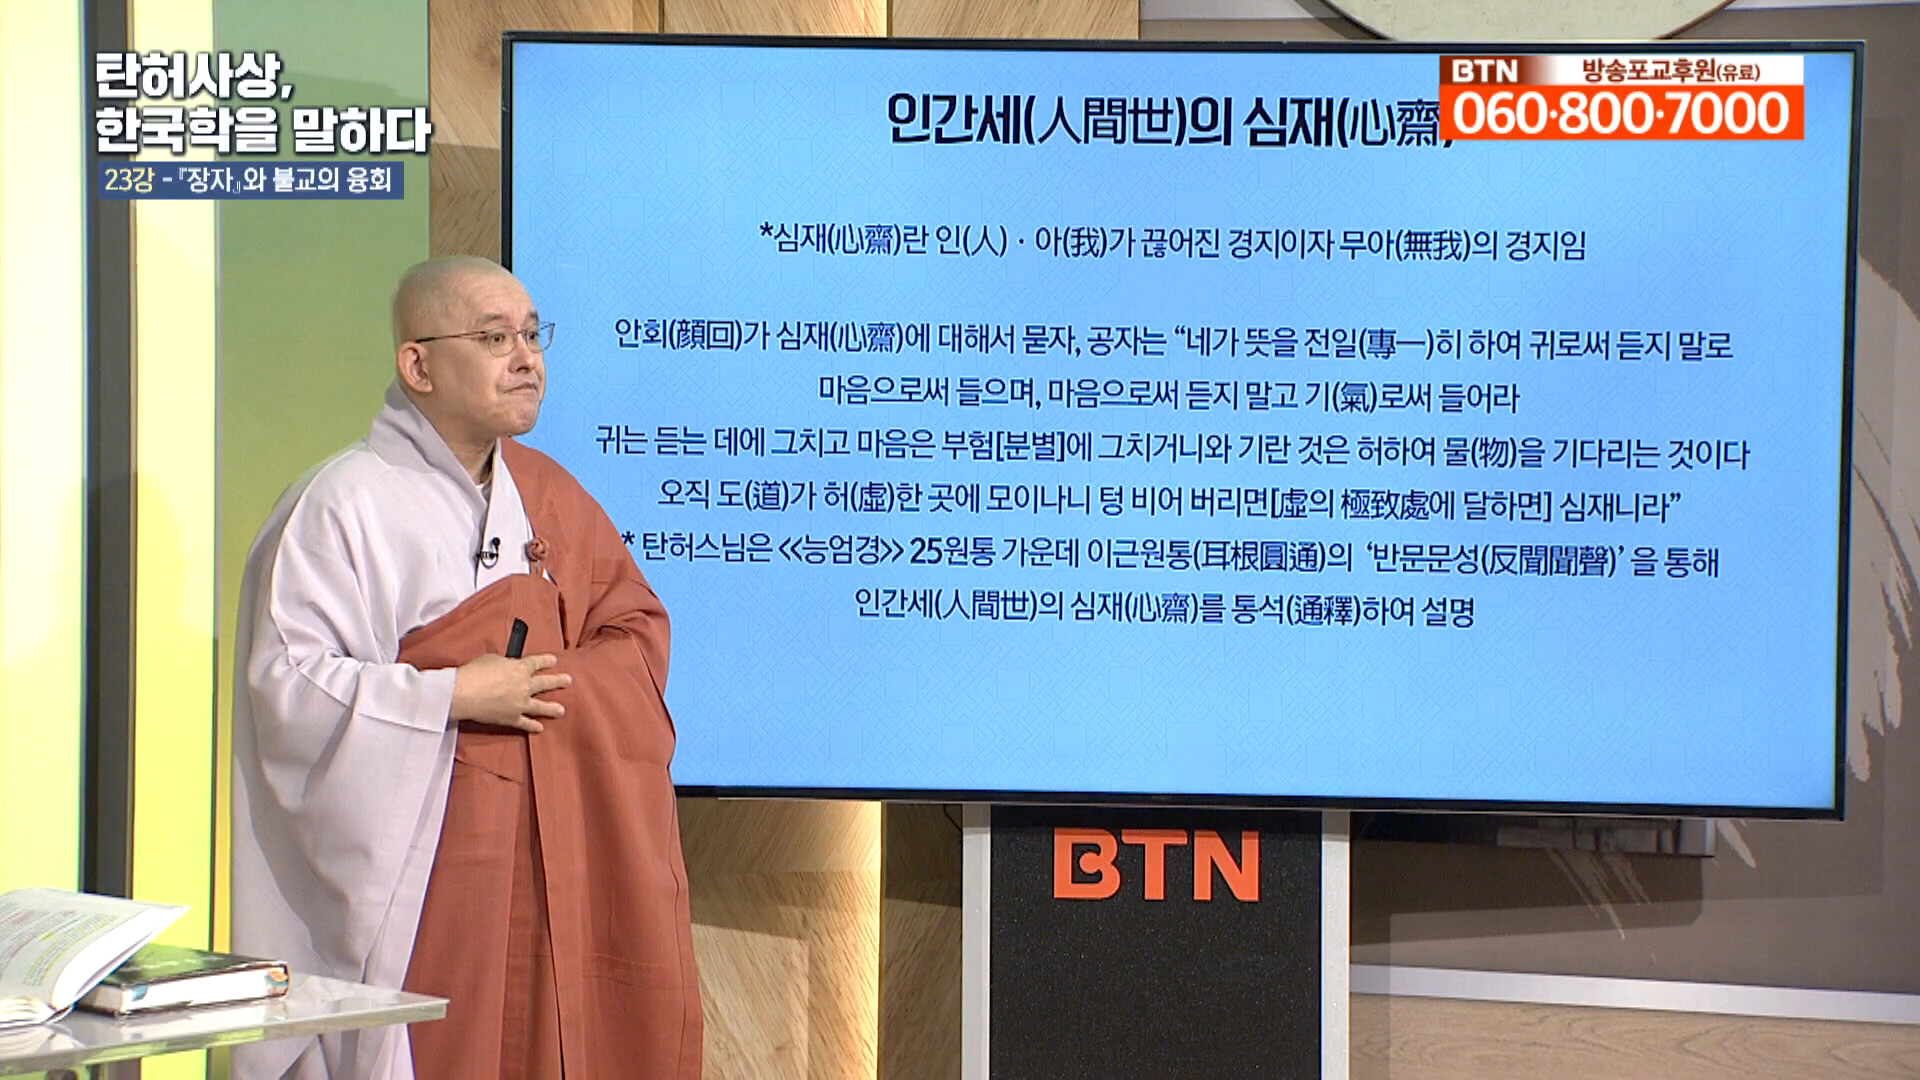 탄허사상,
한국학을 말하다
23강 - 『장자』와 불교의 융회
BTN 방송포교후원(유료)
060·800·7000
인간세(人間世)의 심재(心齋)
*심재(心齋)란 인(人)·아(我)가 끊어진 경지이자 무아(無我)의 경지임
안회(顔回)가 심재(心齋)에 대해서 묻자, 공자는 “네가 뜻을 전일(專一)히 하여 귀로써 듣지 말로
마음으로써 들으며, 마음으로써 듣지 말고 기(氣)로써 들어라
귀는 듣는 데에 그치고 마음은 부험[분별]에 그치거니와 기란 것은 허하여 물(物)을 기다리는 것이다
오직 도(道)가 허(虛)한 곳에 모이나니 텅 비어 버리면[虛의 極致處에 달하면] 심재니라”
* 탄허스님은 <<능엄경>> 25원통 가운데 이근원통(耳根圓通)의 ‘반문문성(反聞聞聲)’을 통해
인간세(人間世)의 심재(心齋)를 통석(通釋)하여 설명
BTN